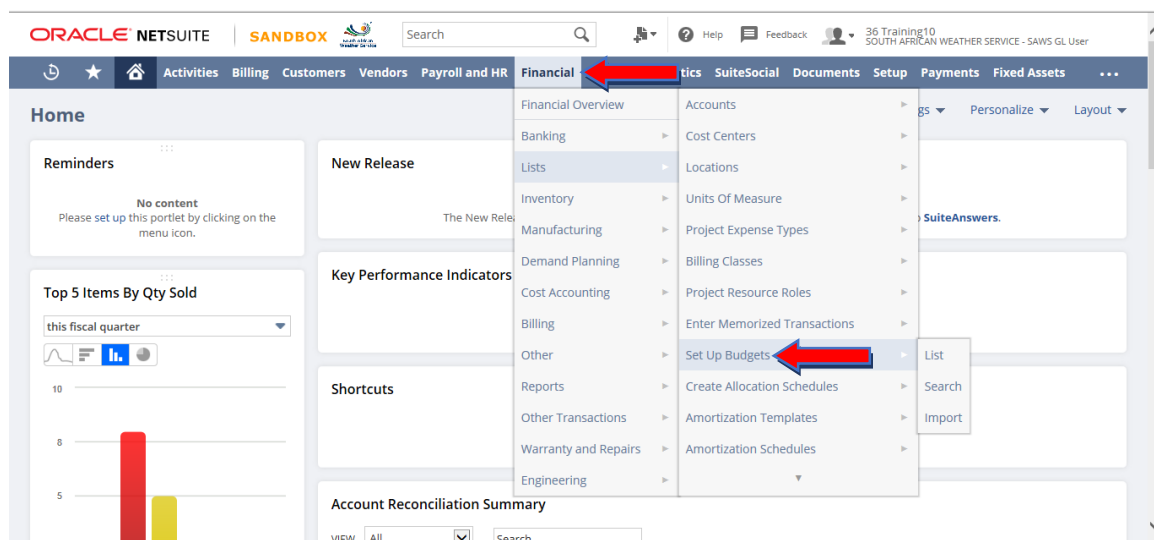 ORACLE NETSUITE SANDBOX South African Weather Service Search Help Feedback 36 Training10
SOUTH AFRICAN WEATHER SERVICE - SAWS GL User
Activities Billing Customers Vendors Payroll and HR Financial tics SuiteSocial Documents Setup Payments Fixed Assets ...
Home
gs Personalize Layout
Reminders
No content
Please set up this portlet by clicking on the
menu icon.
Top 5 Items By Qty Sold
this fiscal quarter
10
8
5
New Release
The New Rele
SuiteAnswers.
Key Performance Indicators
Shortcuts
Account Reconciliation Summary
VIEW All Search
Financial Overview
Banking
Lists
Inventory
Manufacturing
Demand Planning
Cost Accounting
Billing
Other
Reports
Other Transactions
Warranty and Repairs
Engineering
Accounts
Cost Centers
Locations
Units Of Measure
Project Expense Types
Billing Classes
Project Resource Roles
Enter Memorized Transactions
Set Up Budgets
Create Allocation Schedules
Amortization Templates
Amortization Schedules
List
Search
Import